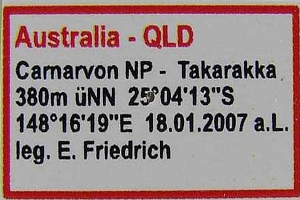 Australia - QLD
Carnarvon NP - Takarakka
380m üNN 25°04'13"S
148°16'19"E 18.01.2007 a.L.
leg. E. Friedrich